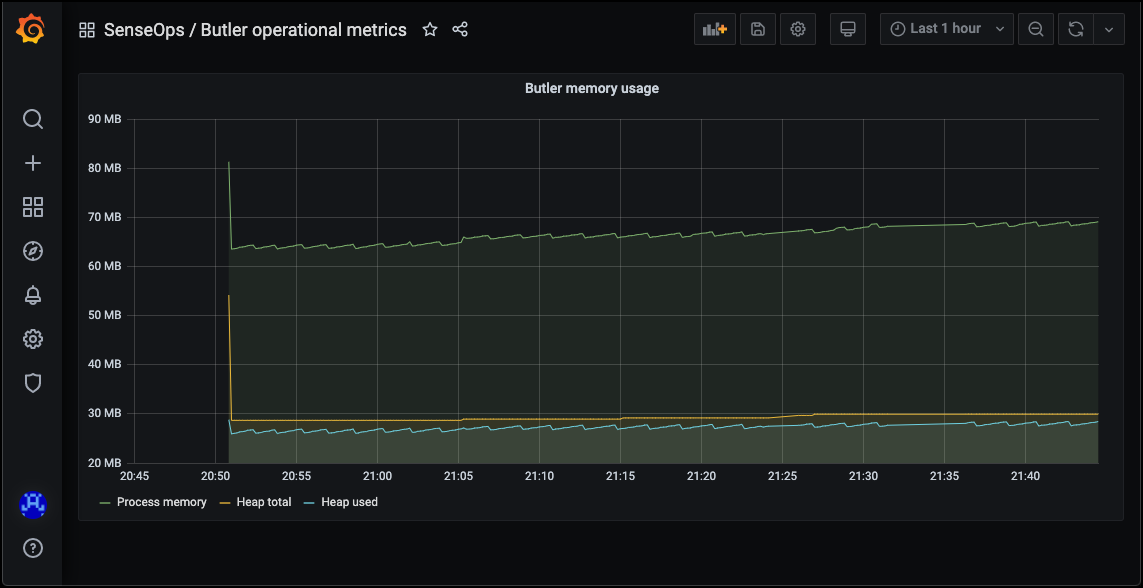 SenseOps / Butler operational metrics
Last 1 hour
Butler memory usage
90 MB
80 MB
70 MB
60 MB
50 MB
40 MB
30 MB
20 MB
20:45 20:50 20:55 21:00 21:05 21:10 21:15 21:20 21:25 21:30 21:35 21:40
Process memory Heap total Heap used